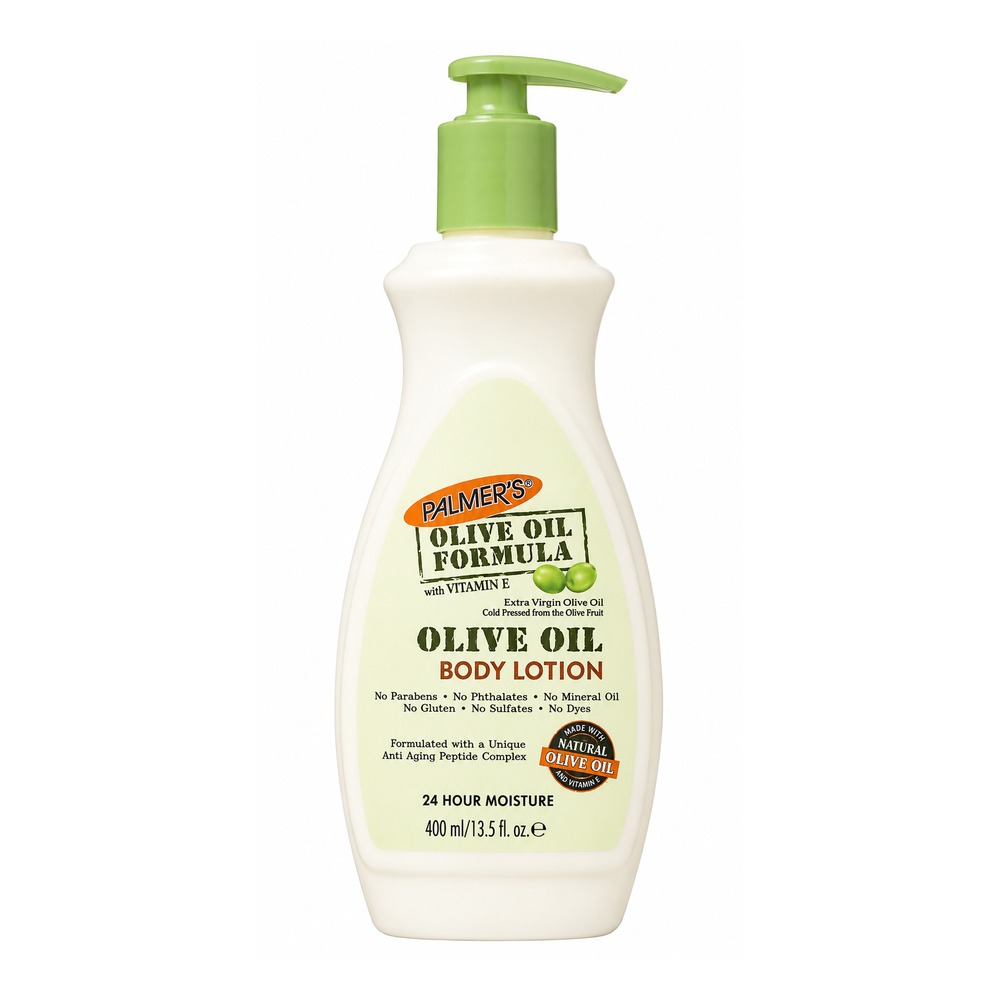 PALMER'S®
OLIVE OIL
FORMULA
with VITAMIN E
Extra Virgin Olive Oil
Cold Pressed from the Olive Fruit
OLIVE OIL
BODY LOTION
No Parabens • No Phthalates • No Mineral Oil
No Gluten • No Sulfates • No Dyes
Formulated with a Unique
Anti Aging Peptide Complex
MADE WITH
NATURAL
OLIVE OIL
AND VITAMIN E
24 HOUR MOISTURE
400 ml/13.5 fl. oz.℮